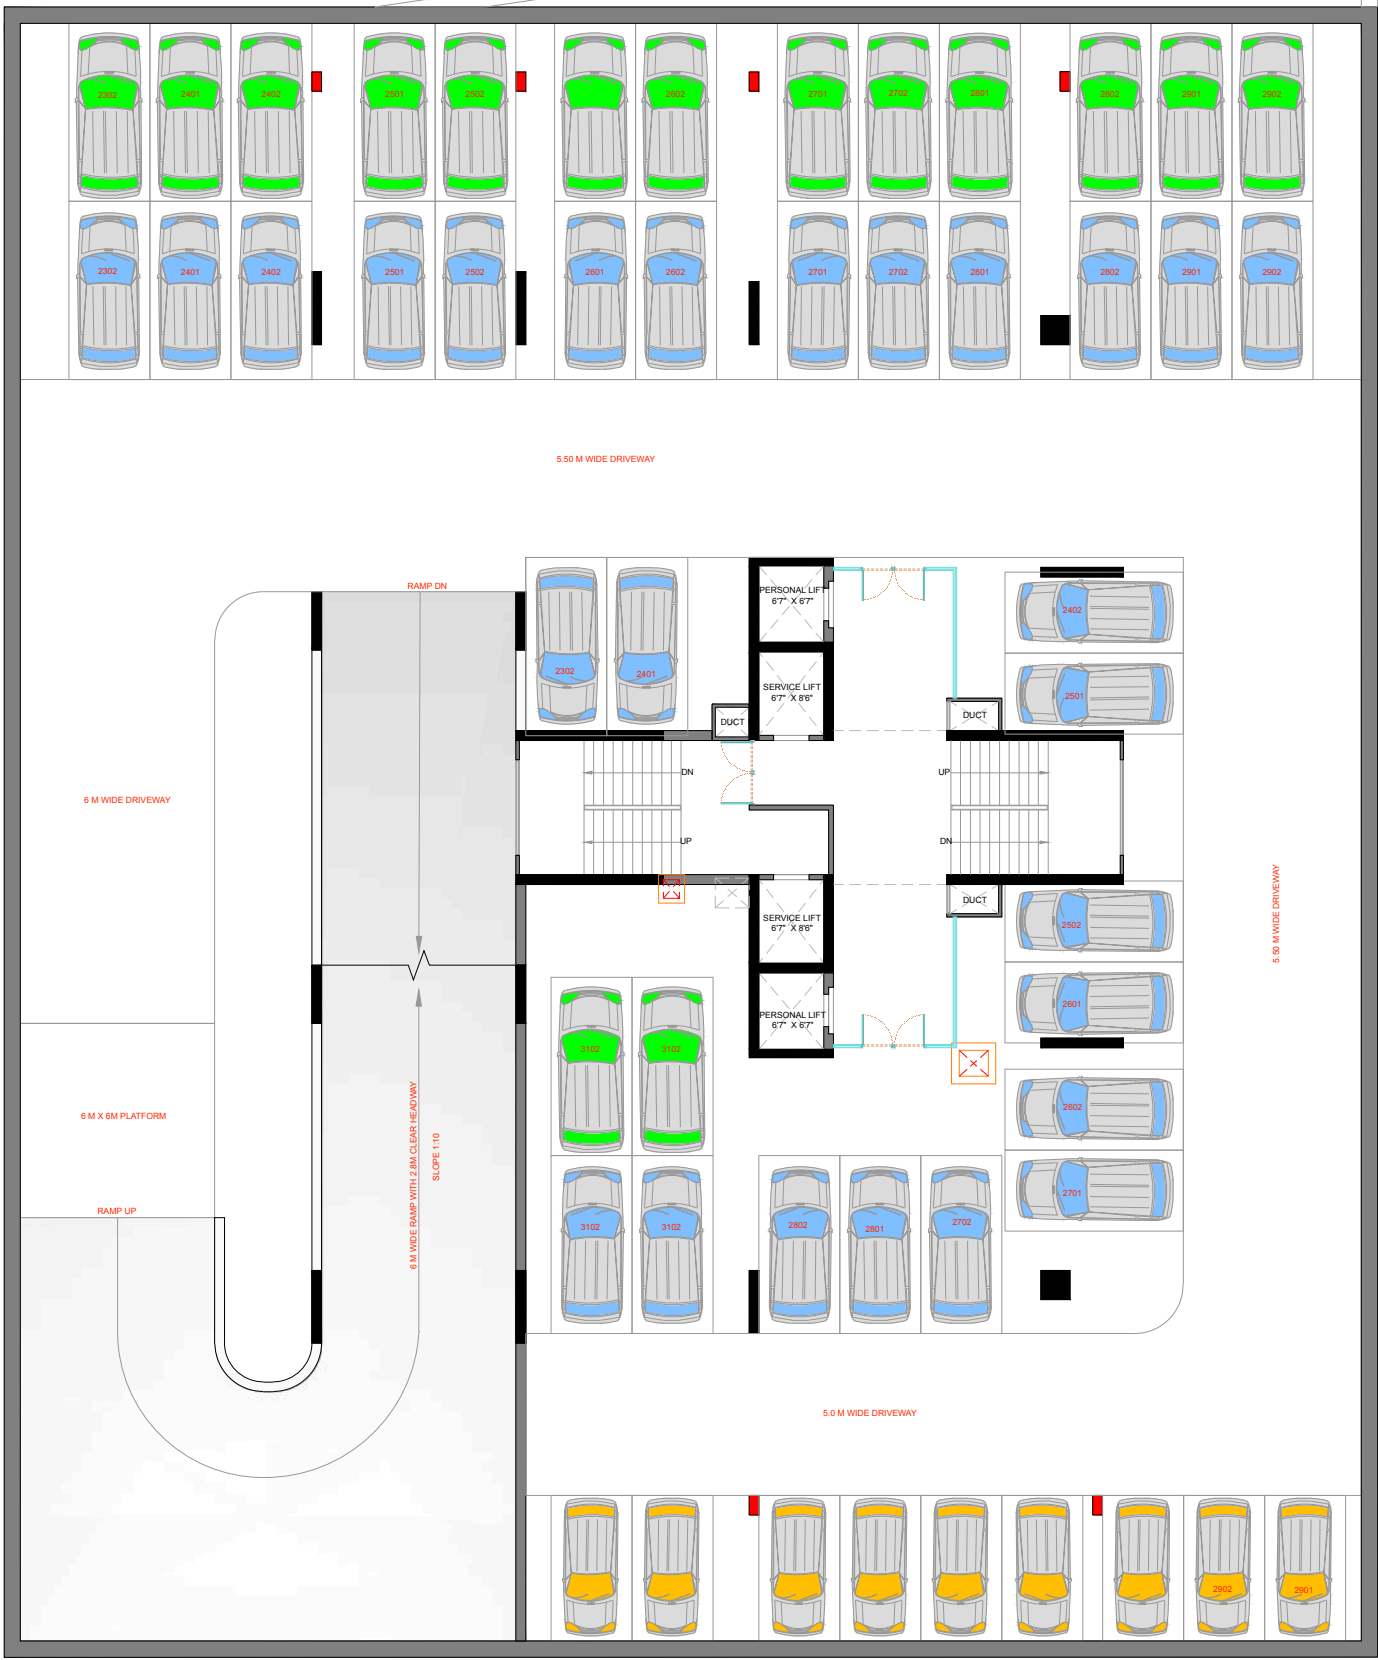 2302
2401
2402
2501
2502
2602
2701
2702
2801
2802
2901
2902
2302
2401
2402
2501
2502
2601
2602
2701
2702
2801
2802
2901
2902
5.50 M WIDE DRIVEWAY
RAMP DN
2302
2401
PERSONAL LIFT
6'7" X 6'7"
2402
SERVICE LIFT
6'7" X 8'6"
2501
DUCT
DUCT
DN
UP
UP
DN
6 M WIDE DRIVEWAY
DUCT
SERVICE LIFT
6'7" X 8'6"
2502
5.50 M WIDE DRIVEWAY
2601
PERSONAL LIFT
6'7" X 6'7"
3102
3102
2602
6 M X 6M PLATFORM
6 M WIDE RAMP WITH 2.8M CLEAR HEADWAY
SLOPE 1:10
2701
RAMP UP
3102
3102
2802
2801
2702
5.0 M WIDE DRIVEWAY
2902
2901